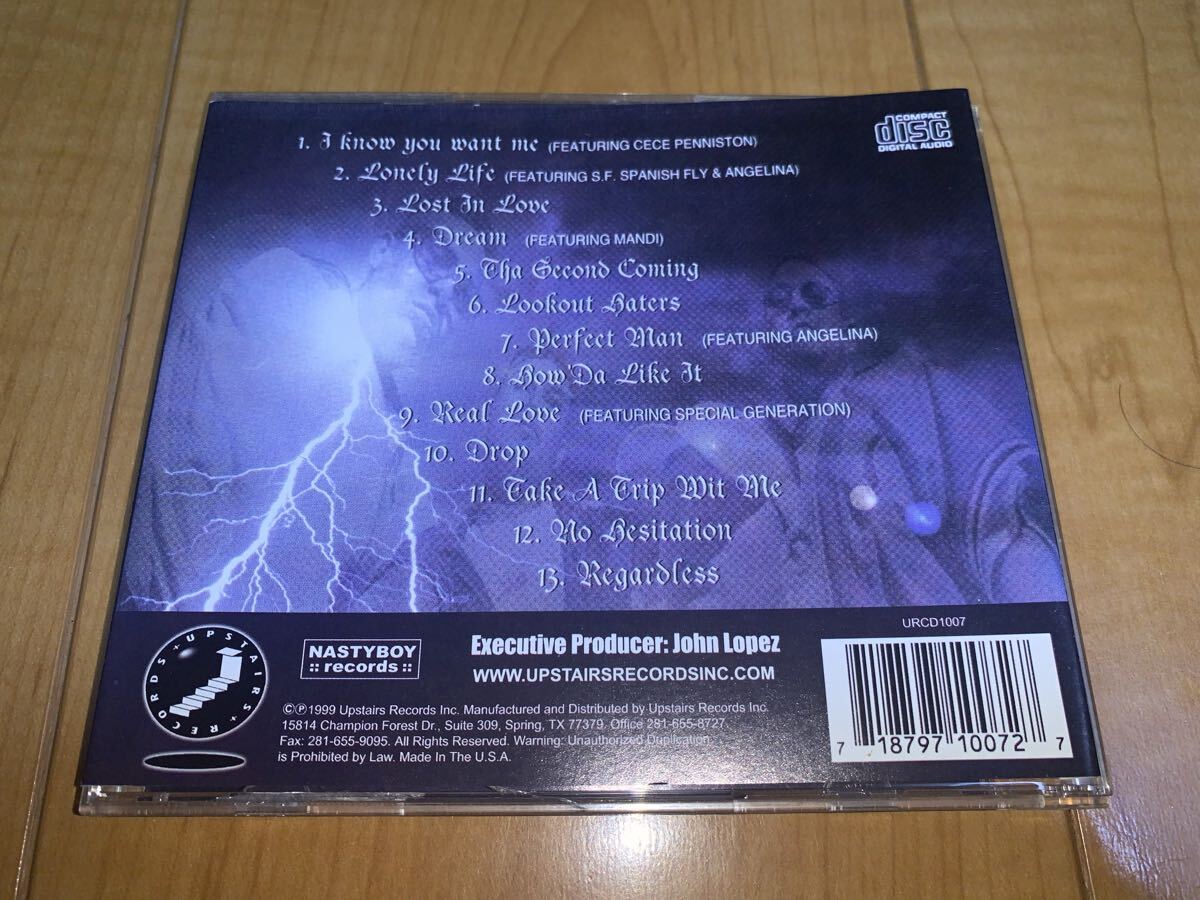 COMPACT
disc
DIGITAL AUDIO
1. I know you want me (FEATURING CECE PENNISTON)
2. Lonely Life (FEATURING S.F. SPANISH FLY & ANGELINA)
3. Lost In Love
4. Dream (FEATURING MANDI)
5. Tha Second Coming
6. Lookout Haters
7. Perfect Man (FEATURING ANGELINA)
8. How'Da Like It
9. Real Love (FEATURING SPECIAL GENERATION)
10. Drop
11. Take A Trip Wit Me
12. No Hesitation
13. Regardless
UPSTAIRS RECORDS
NASTYBOY
:: records ::
Executive Producer: John Lopez
WWW.UPSTAIRSRECORDSINC.COM
©℗1999 Upstairs Records Inc. Manufactured and Distributed by Upstairs Records Inc.
15814 Champion Forest Dr., Suite 309, Spring, TX 77379. Office 281-655-8727.
Fax: 281-655-9095. All Rights Reserved. Warning: Unauthorized Duplication
is Prohibited by Law. Made In The U.S.A.
URCD1007
7 18797 10072 7